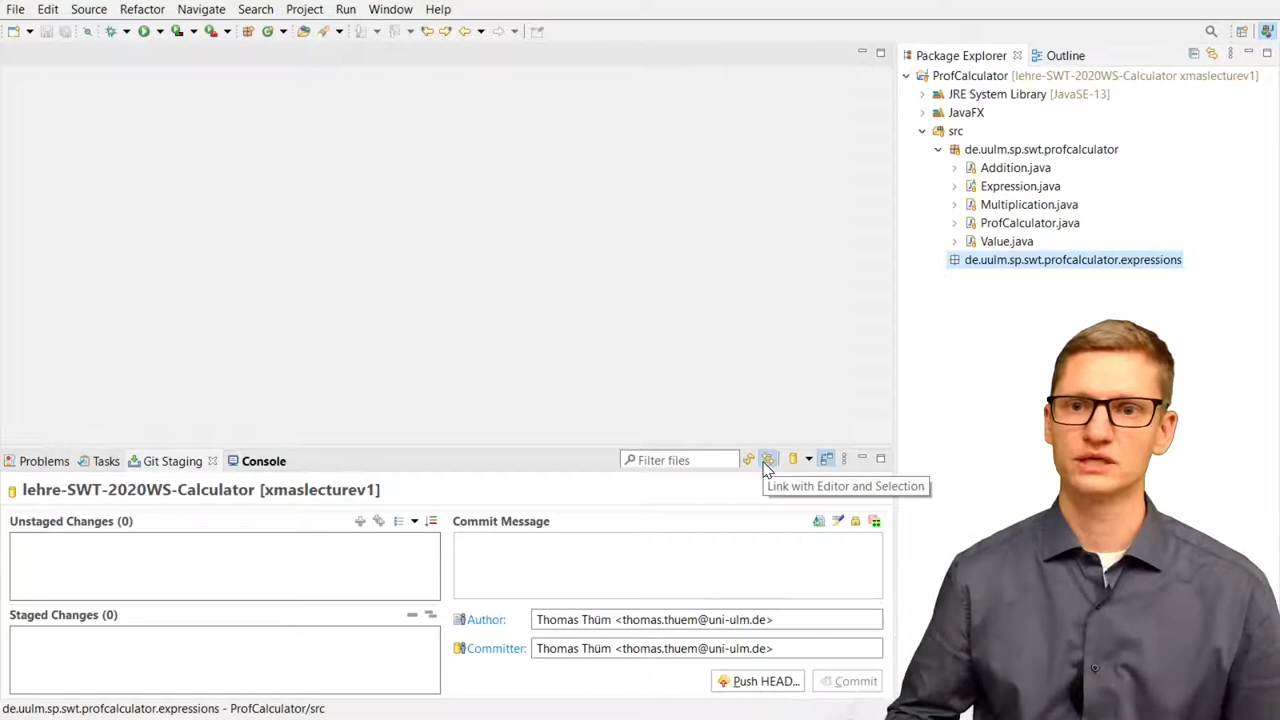 File Edit Source Refactor Navigate Search Project Run Window Help
Package Explorer Outline
ProfCalculator [lehre-SWT-2020WS-Calculator xmaslecturev1]
JRE System Library [JavaSE-13]
JavaFX
src
de.uulm.sp.swt.profcalculator
Addition.java
Expression.java
Multiplication.java
ProfCalculator.java
Value.java
de.uulm.sp.swt.profcalculator.expressions
Problems Tasks Git Staging Console Filter files
Link with Editor and Selection
lehre-SWT-2020WS-Calculator [xmaslecturev1]
Unstaged Changes (0)
Commit Message
Staged Changes (0)
Author: Thomas Thüm <thomas.thuem@uni-ulm.de>
Committer: Thomas Thüm <thomas.thuem@uni-ulm.de>
Push HEAD... Commit
de.uulm.sp.swt.profcalculator.expressions - ProfCalculator/src